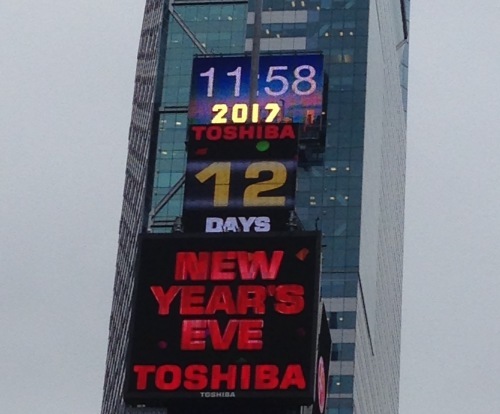 11:58
2017
TOSHIBA
12
DAYS
NEW
YEAR'S
EVE
TOSHIBA
TOSHIBA